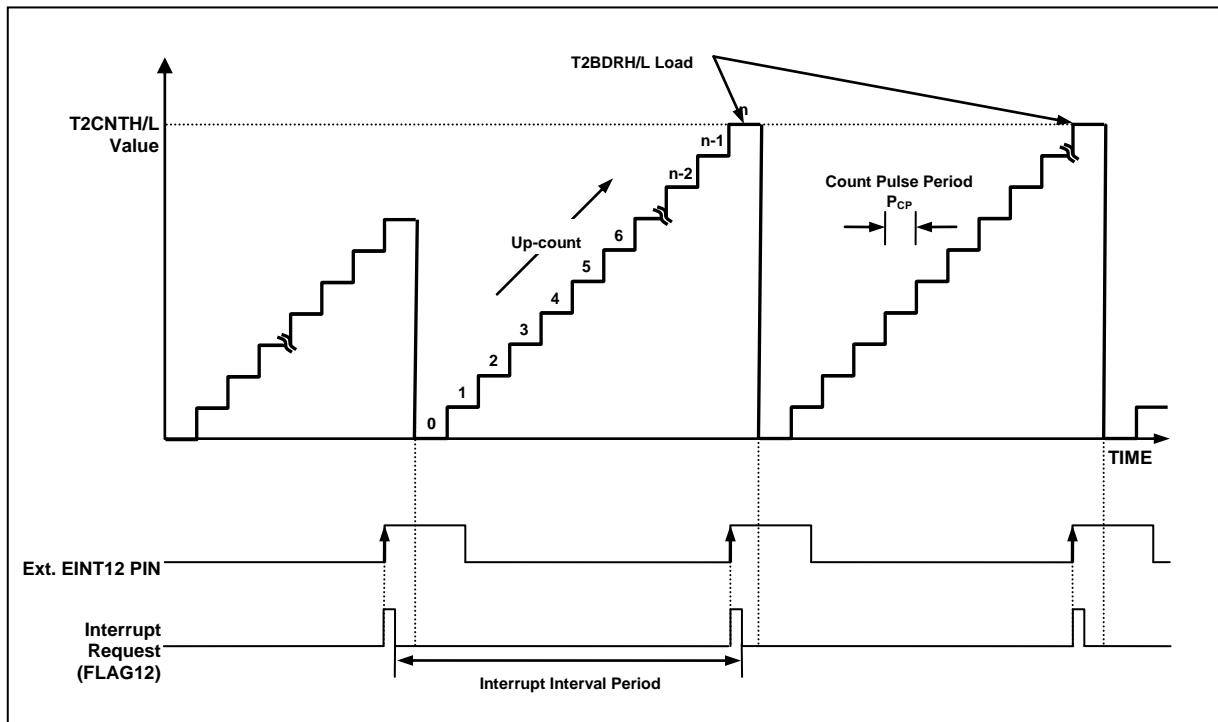 T2BDRH/L Load
T2CNTH/L
Value
n
n-1
n-2
Count Pulse Period
PCP
Up-count
6
5
4
3
2
1
0
TIME
Ext. EINT12 PIN
Interrupt
Request
(FLAG12)
Interrupt Interval Period